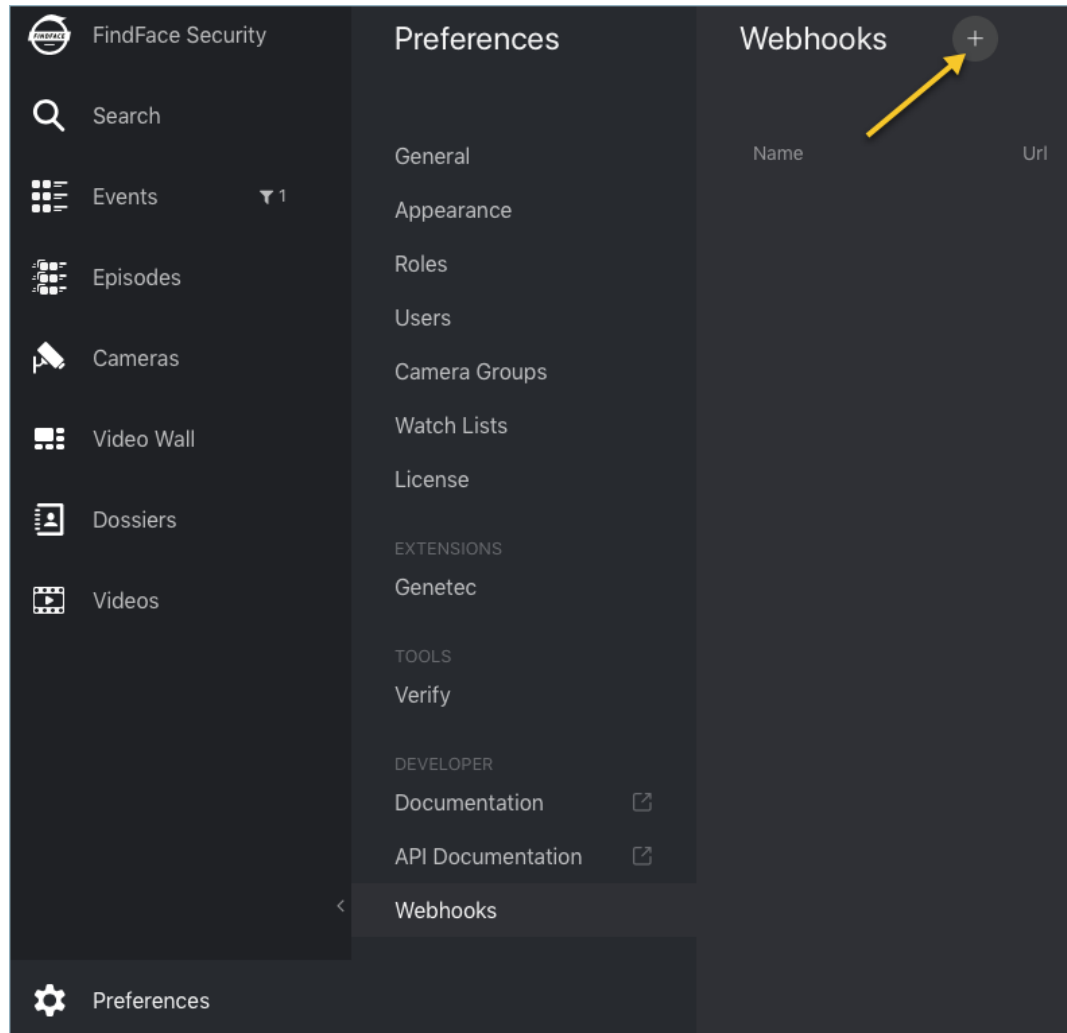 FINDFACE
FindFace Security
Search
Events 1
Episodes
Cameras
Video Wall
Dossiers
Videos
Preferences
Preferences
General
Appearance
Roles
Users
Camera Groups
Watch Lists
License
EXTENSIONS
Genetec
TOOLS
Verify
DEVELOPER
Documentation
API Documentation
Webhooks
Webhooks +
Name Url